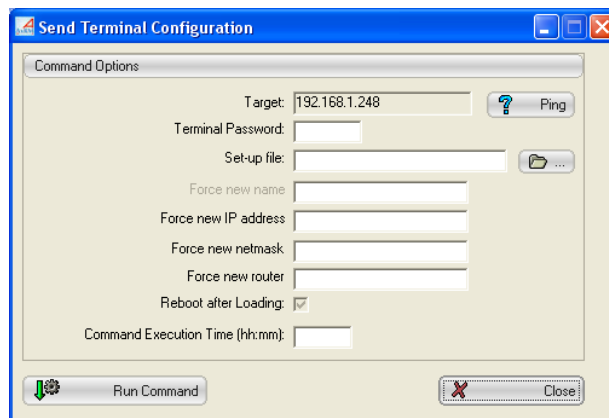 Send Terminal Configuration
Command Options
Target: 192.168.1.248 Ping
Terminal Password:
Set-up file: ...
Force new name
Force new IP address
Force new netmask
Force new router
Reboot after Loading:
Command Execution Time (hh:mm):
Run Command Close